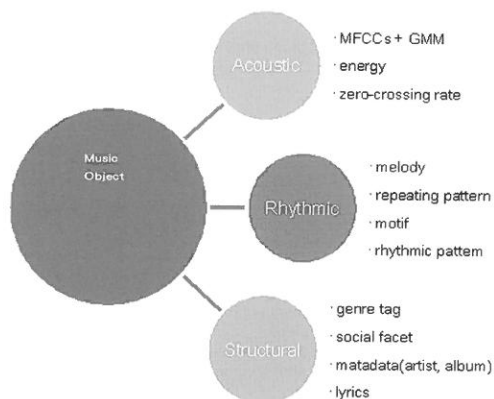 Acoustic
· MFCCs + GMM
· energy
· zero-crossing rate
Music
Object
Rhythmic
· melody
· repeating pattern
· motif
· rhythmic pattern
Structural
· genre tag
· social facet
· matadata(artist, album)
· lyrics